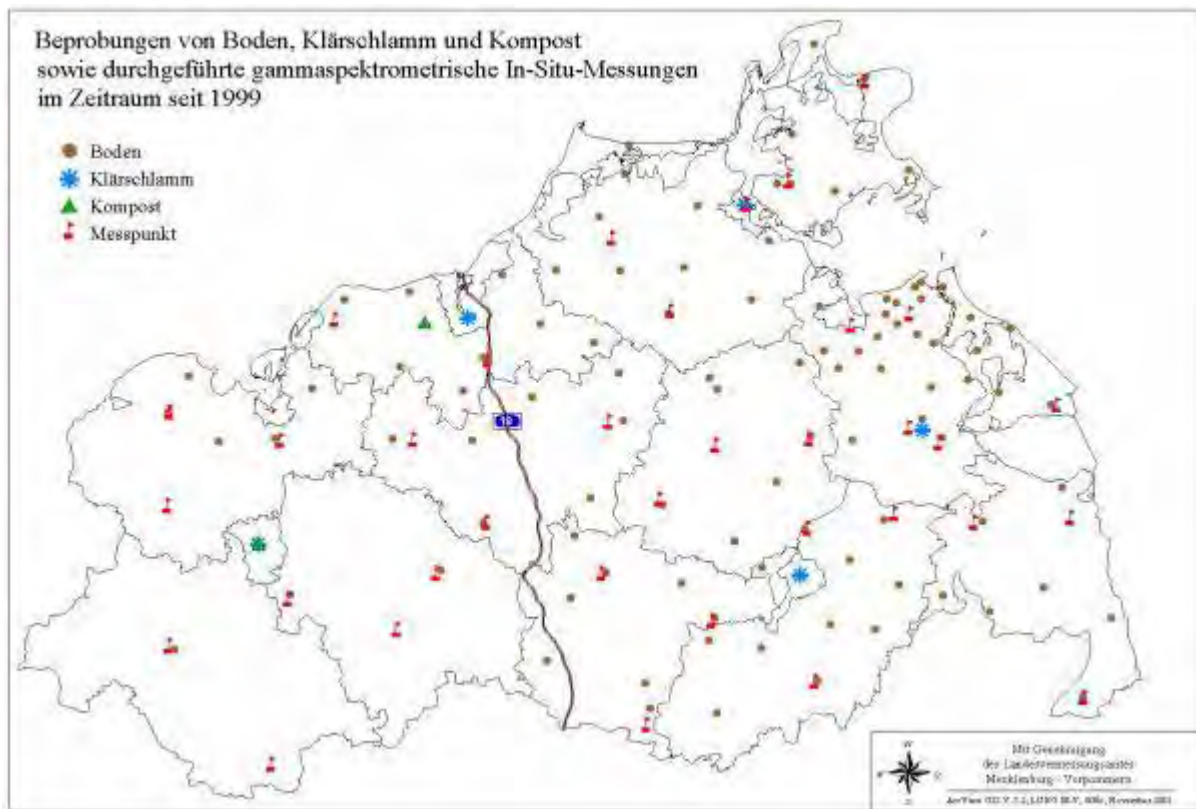 Beprobungen von Boden, Klärschlamm und Kompost
sowie durchgeführte gammaspektrometrische In-Situ-Messungen
im Zeitraum seit 1999
Boden
Klärschlamm
Kompost
Messpunkt
Mit Genehmigung
des Landesvermessungsamtes
Mecklenburg - Vorpommern
November